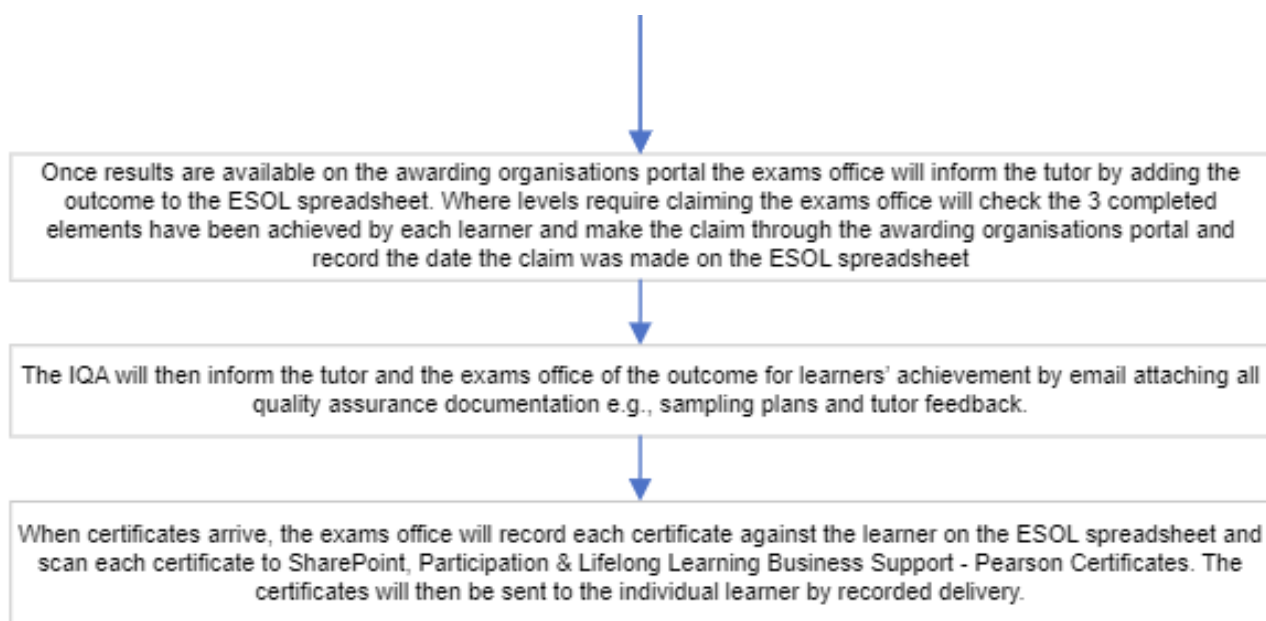 Once results are available on the awarding organisations portal the exams office will inform the tutor by adding the
outcome to the ESOL spreadsheet. Where levels require claiming the exams office will check the 3 completed
elements have been achieved by each learner and make the claim through the awarding organisations portal and
record the date the claim was made on the ESOL spreadsheet
The IQA will then inform the tutor and the exams office of the outcome for learners’ achievement by email attaching all
quality assurance documentation e.g., sampling plans and tutor feedback.
When certificates arrive, the exams office will record each certificate against the learner on the ESOL spreadsheet and
scan each certificate to SharePoint, Participation & Lifelong Learning Business Support - Pearson Certificates. The
certificates will then be sent to the individual learner by recorded delivery.